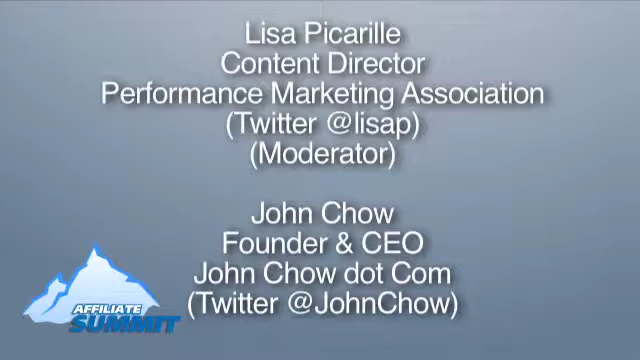 Lisa Picarille
Content Director
Performance Marketing Association
(Twitter @lisap)
(Moderator)
John Chow
Founder & CEO
John Chow dot Com
(Twitter @JohnChow)
AFFILIATE
SUMMIT